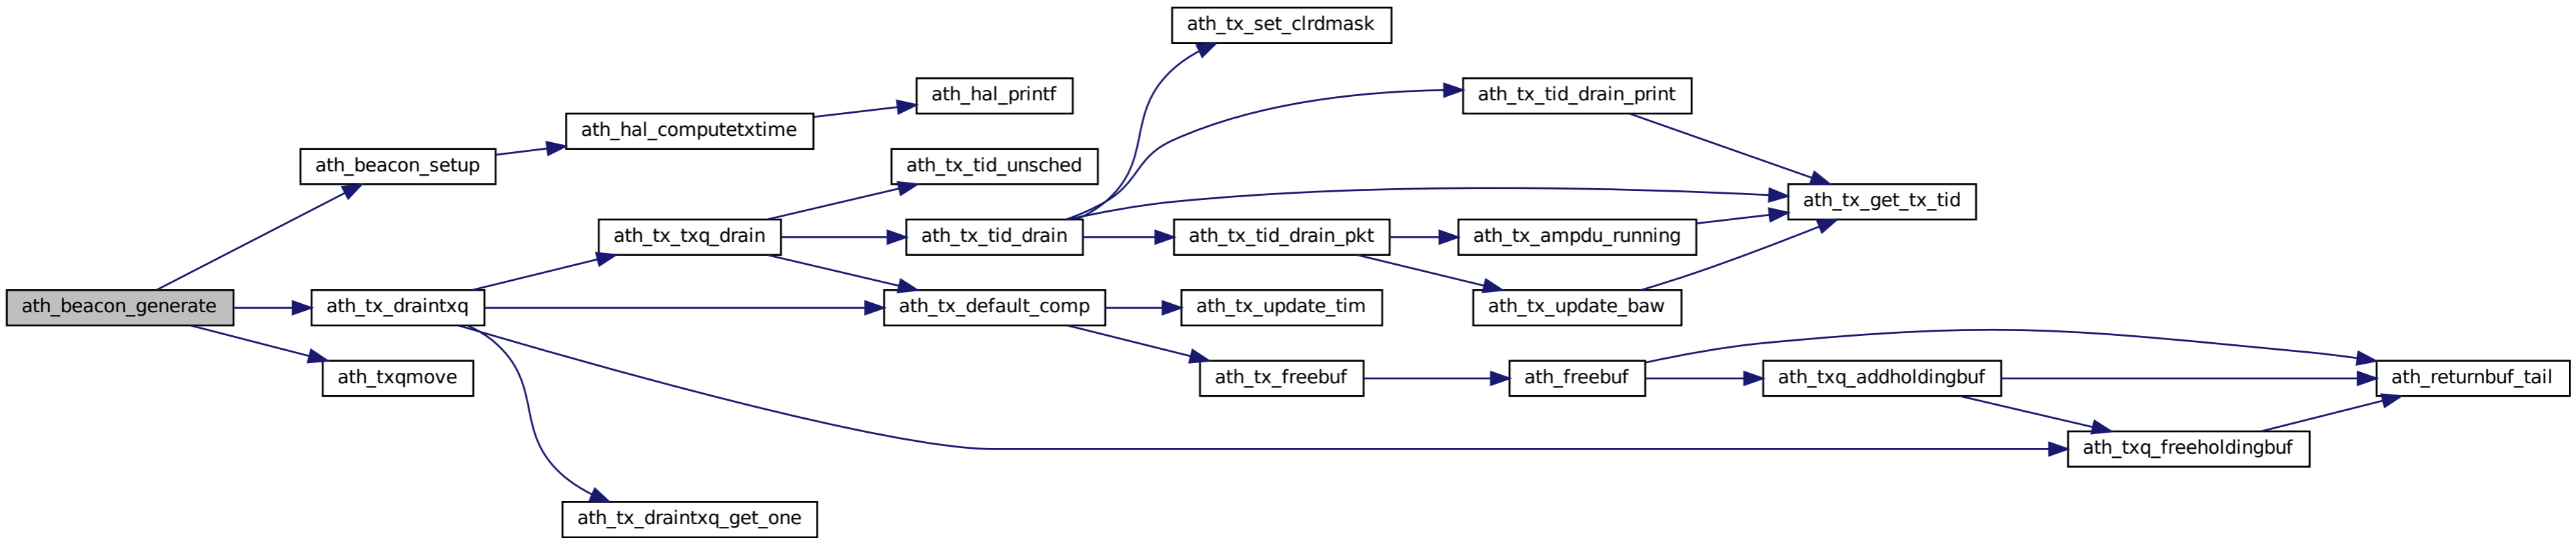 ath_tx_set_clrdmask
ath_hal_printf
ath_tx_tid_drain_print
ath_hal_computetxtime
ath_beacon_setup
ath_tx_tid_unsched
ath_tx_get_tx_tid
ath_tx_txq_drain
ath_tx_tid_drain
ath_tx_tid_drain_pkt
ath_tx_ampdu_running
ath_beacon_generate
ath_tx_draintxq
ath_tx_default_comp
ath_tx_update_tim
ath_tx_update_baw
ath_txqmove
ath_tx_freebuf
ath_freebuf
ath_txq_addholdingbuf
ath_returnbuf_tail
ath_txq_freeholdingbuf
ath_tx_draintxq_get_one